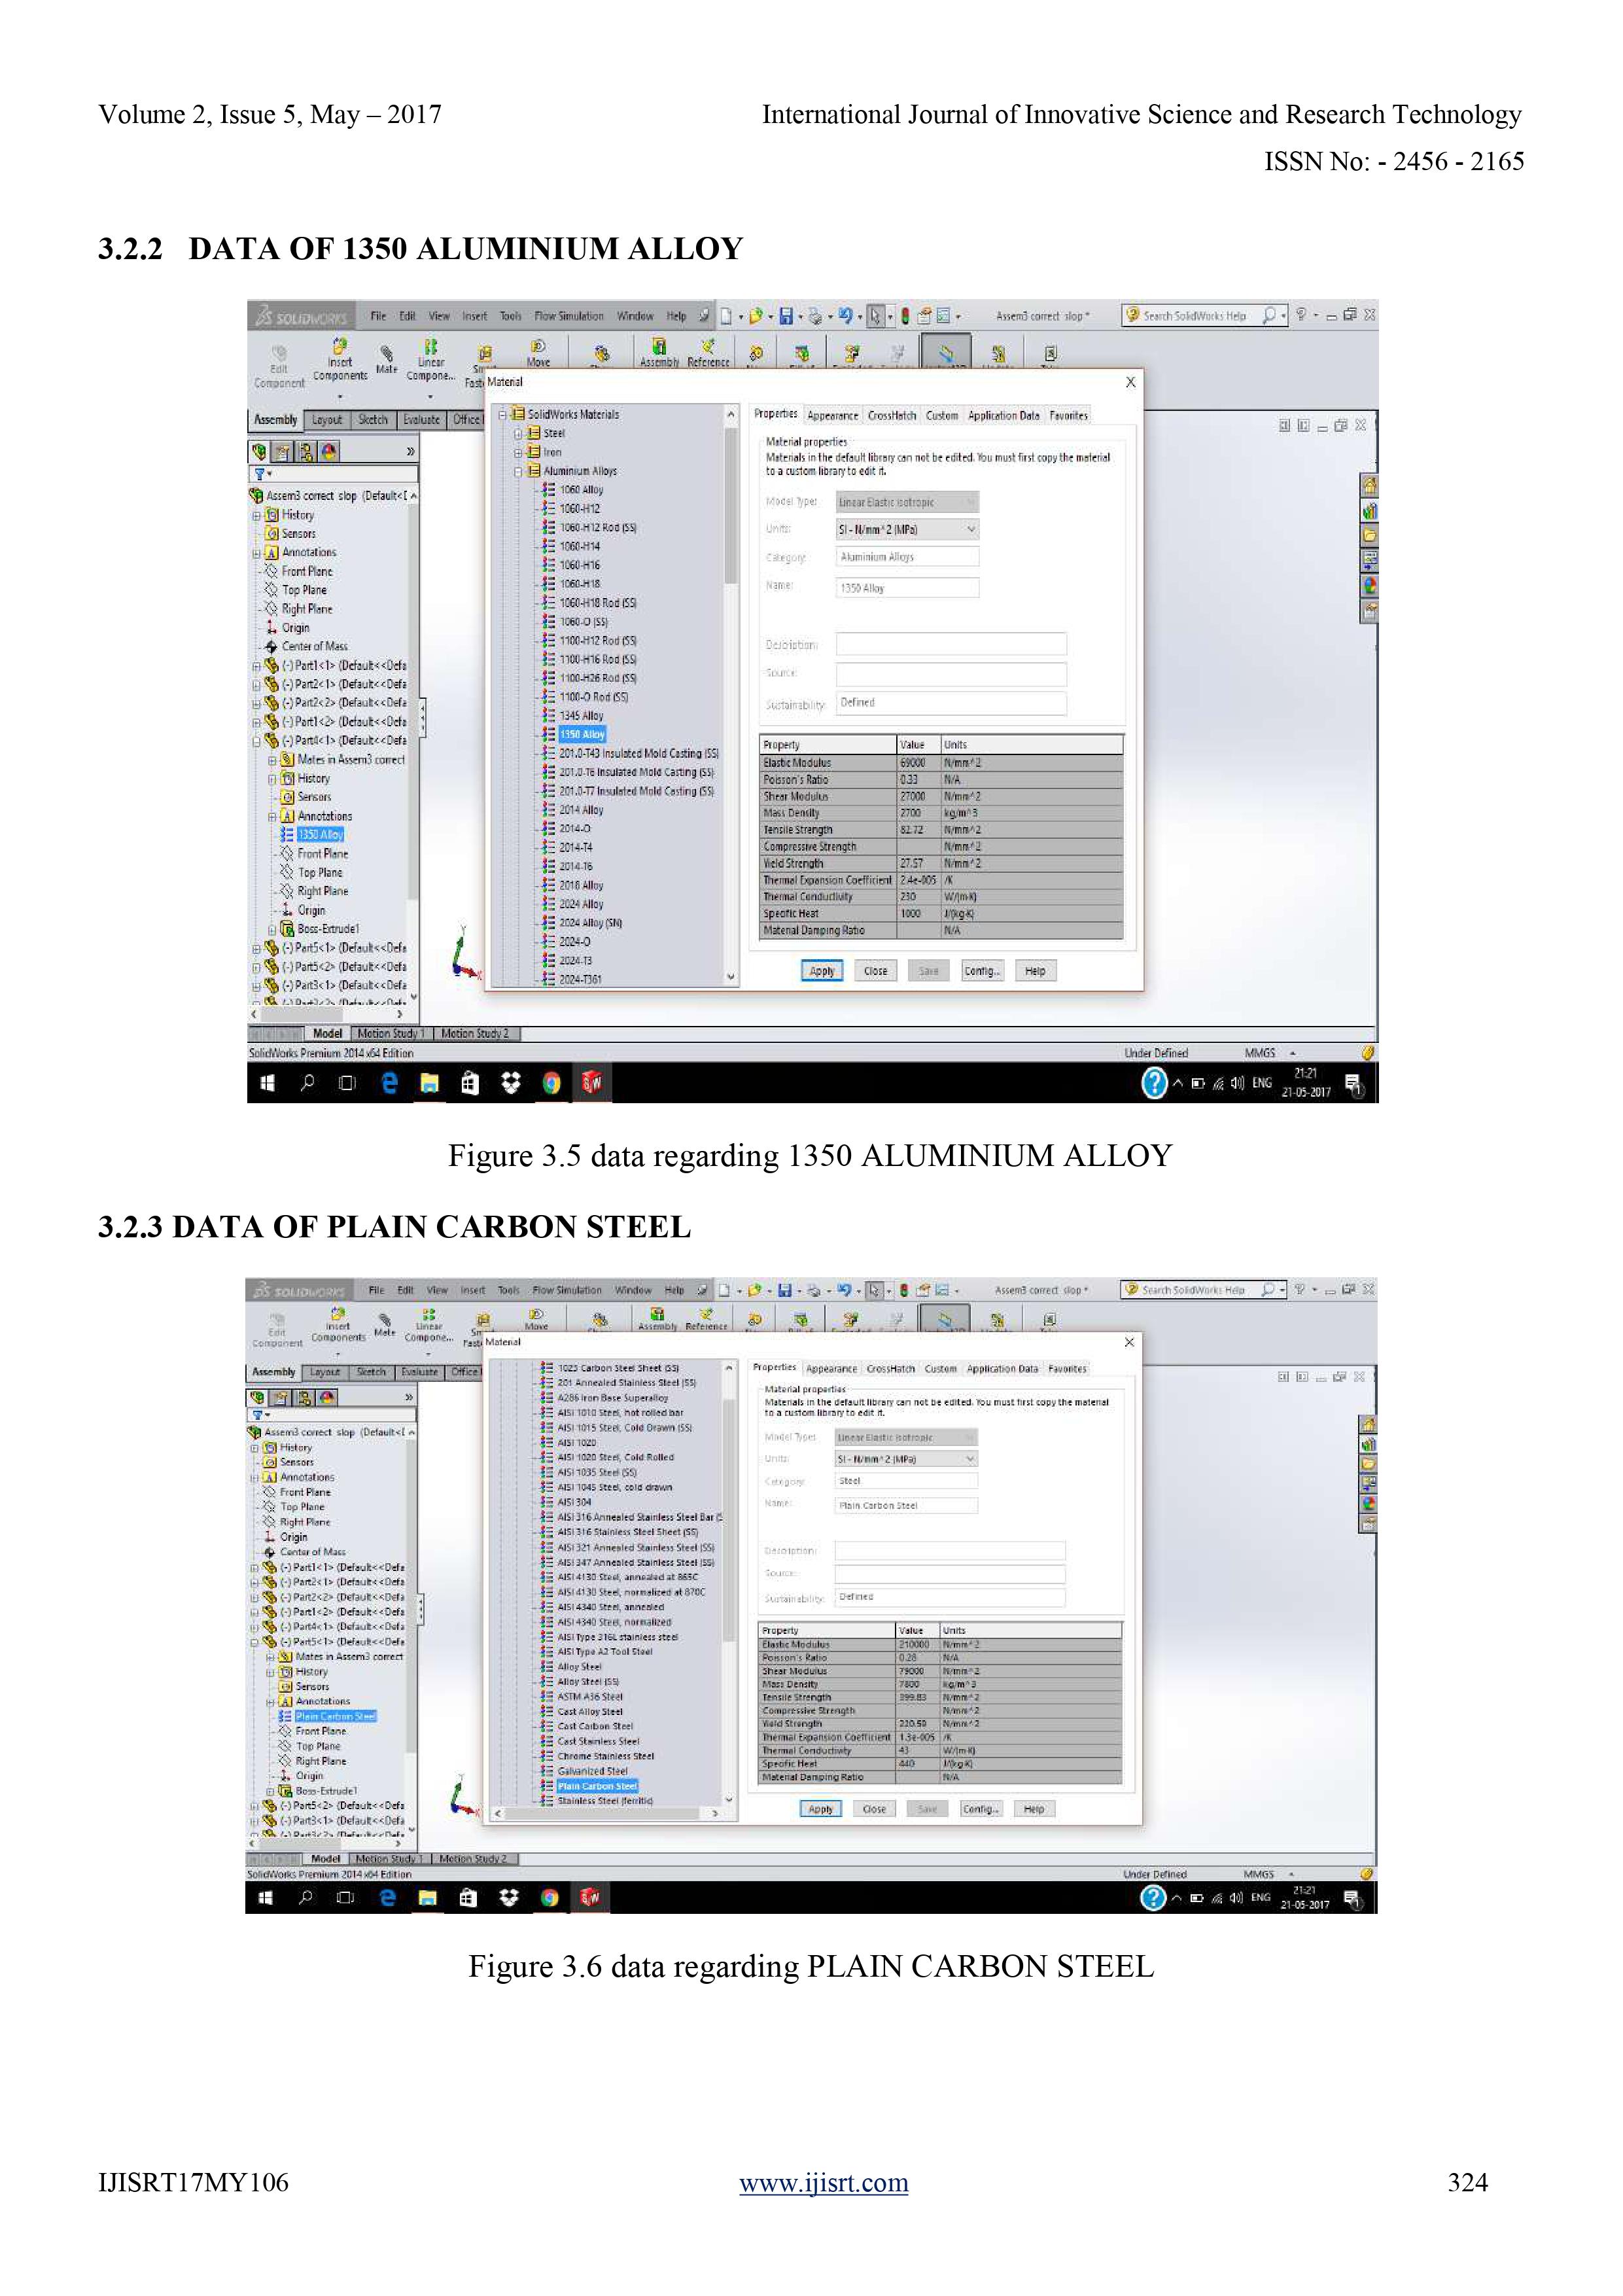 Volume 2, Issue 5, May – 2017 International Journal of Innovative Science and Research Technology
ISSN No: - 2456 - 2165
3.2.2 DATA OF 1350 ALUMINIUM ALLOY
SOLIDWORKS File Edit View Insert Tools Flow Simulation Window Help Assem3 correct slop * Search SolidWorks Help
Edit Component
Insert Components
Mate
Linear Compone...
Move
Assembly
Reference
Assembly Layout Sketch Evaluate Office
Assem3 correct slop (Default<
History
Sensors
Annotations
Front Plane
Top Plane
Right Plane
Origin
Center of Mass
(-) Part1<1> (Default<<Defa
(-) Part2<1> (Default<<Defa
(-) Part2<2> (Default<<Defa
(-) Part1<2> (Default<<Defa
(-) Part4<1> (Default<<Defa
Mates in Assem3 correct
History
Sensors
Annotations
1350 Alloy
Front Plane
Top Plane
Right Plane
Origin
Boss-Extrude1
(-) Part5<1> (Default<<Defa
(-) Part5<2> (Default<<Defa
(-) Part3<1> (Default<<Defa
Material X
SolidWorks Materials
Steel
Iron
Aluminium Alloys
1060 Alloy
1060-H12
1060-H12 Rod (SS)
1060-H14
1060-H16
1060-H18
1060-H18 Rod (SS)
1060-O (SS)
1100-H12 Rod (SS)
1100-H16 Rod (SS)
1100-H26 Rod (SS)
1100-O Rod (SS)
1345 Alloy
1350 Alloy
201.0-T43 Insulated Mold Casting (SS)
201.0-T6 Insulated Mold Casting (SS)
201.0-T7 Insulated Mold Casting (SS)
2014 Alloy
2014-O
2014-T4
2014-T6
2018 Alloy
2024 Alloy
2024 Alloy (SN)
2024-O
2024-T3
2024-T361
Properties Appearance CrossHatch Custom Application Data Favorites
Material properties
Materials in the default library can not be edited. You must first copy the material
to a custom library to edit it.
Model Type: Linear Elastic Isotropic
Units: SI - N/mm^2 (MPa)
Category: Aluminium Alloys
Name: 1350 Alloy
Description:
Source:
Sustainability: Defined
Property Value Units
Elastic Modulus 69000 N/mm^2
Poisson's Ratio 0.33 N/A
Shear Modulus 27000 N/mm^2
Mass Density 2700 kg/m^3
Tensile Strength 82.72 N/mm^2
Compressive Strength N/mm^2
Yield Strength 27.57 N/mm^2
Thermal Expansion Coefficient 2.4e-005 /K
Thermal Conductivity 230 W/(m·K)
Specific Heat 1000 J/(kg·K)
Material Damping Ratio N/A
Apply Close Save Config... Help
Model Motion Study 1 Motion Study 2
SolidWorks Premium 2014 x64 Edition Under Defined MMGS
ENG 21:21
21-05-2017
Figure 3.5 data regarding 1350 ALUMINIUM ALLOY
3.2.3 DATA OF PLAIN CARBON STEEL
SOLIDWORKS File Edit View Insert Tools Flow Simulation Window Help Assem3 correct slop * Search SolidWorks Help
Edit Component
Insert Components
Mate
Linear Compone...
Move
Assembly
Reference
Assembly Layout Sketch Evaluate Office
Assem3 correct slop (Default<
History
Sensors
Annotations
Front Plane
Top Plane
Right Plane
Origin
Center of Mass
(-) Part1<1> (Default<<Defa
(-) Part2<1> (Default<<Defa
(-) Part2<2> (Default<<Defa
(-) Part1<2> (Default<<Defa
(-) Part4<1> (Default<<Defa
(-) Part5<1> (Default<<Defa
Mates in Assem3 correct
History
Sensors
Annotations
Plain Carbon Steel
Front Plane
Top Plane
Right Plane
Origin
Boss-Extrude1
(-) Part5<2> (Default<<Defa
(-) Part3<1> (Default<<Defa
Material X
1023 Carbon Steel Sheet (SS)
201 Annealed Stainless Steel (SS)
A286 Iron Base Superalloy
AISI 1010 Steel, hot rolled bar
AISI 1015 Steel, Cold Drawn (SS)
AISI 1020
AISI 1020 Steel, Cold Rolled
AISI 1035 Steel (SS)
AISI 1045 Steel, cold drawn
AISI 304
AISI 316 Annealed Stainless Steel Bar (S
AISI 316 Stainless Steel Sheet (SS)
AISI 321 Annealed Stainless Steel (SS)
AISI 347 Annealed Stainless Steel (SS)
AISI 4130 Steel, annealed at 865C
AISI 4130 Steel, normalized at 870C
AISI 4340 Steel, annealed
AISI 4340 Steel, normalized
AISI Type 316L stainless steel
AISI Type A2 Tool Steel
Alloy Steel
Alloy Steel (SS)
ASTM A36 Steel
Cast Alloy Steel
Cast Carbon Steel
Cast Stainless Steel
Chrome Stainless Steel
Galvanized Steel
Plain Carbon Steel
Stainless Steel (ferritic)
Properties Appearance CrossHatch Custom Application Data Favorites
Material properties
Materials in the default library can not be edited. You must first copy the material
to a custom library to edit it.
Model Type: Linear Elastic Isotropic
Units: SI - N/mm^2 (MPa)
Category: Steel
Name: Plain Carbon Steel
Description:
Source:
Sustainability: Defined
Property Value Units
Elastic Modulus 210000 N/mm^2
Poisson's Ratio 0.28 N/A
Shear Modulus 79000 N/mm^2
Mass Density 7800 kg/m^3
Tensile Strength 399.83 N/mm^2
Compressive Strength N/mm^2
Yield Strength 220.59 N/mm^2
Thermal Expansion Coefficient 1.3e-005 /K
Thermal Conductivity 43 W/(m·K)
Specific Heat 440 J/(kg·K)
Material Damping Ratio N/A
Apply Close Save Config... Help
Model Motion Study 1 Motion Study 2
SolidWorks Premium 2014 x64 Edition Under Defined MMGS
ENG 21:21
21-05-2017
Figure 3.6 data regarding PLAIN CARBON STEEL
IJISRT17MY106 www.ijisrt.com 324